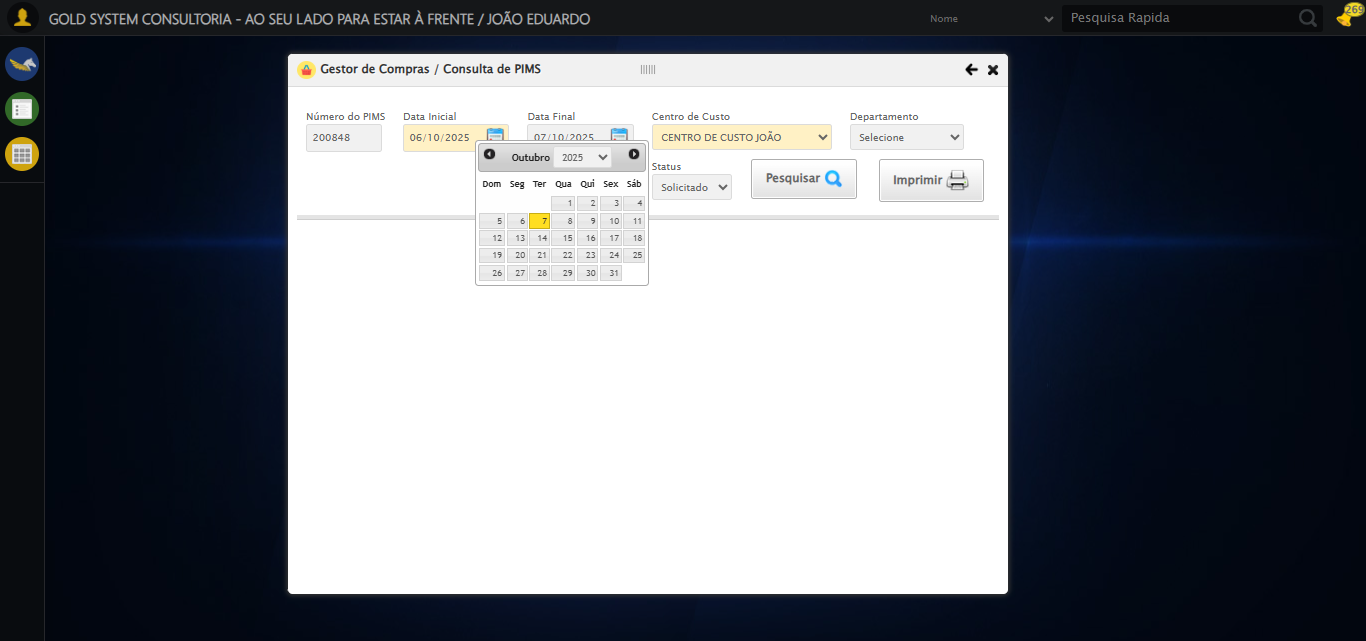 GOLD SYSTEM CONSULTORIA - AO SEU LADO PARA ESTAR À FRENTE / JOÃO EDUARDO
Nome
Pesquisa Rapida
269
Gestor de Compras / Consulta de PIMS
Número do PIMS
Data Inicial
Data Final
Centro de Custo
Departamento
200848
06/10/2025
07/10/2025
CENTRO DE CUSTO JOÃO
Selecione
Outubro 2025
Status
Solicitado
Pesquisar
Imprimir
Dom Seg Ter Qua Qui Sex Sáb
1 2 3 4
5 6 7 8 9 10 11
12 13 14 15 16 17 18
19 20 21 22 23 24 25
26 27 28 29 30 31